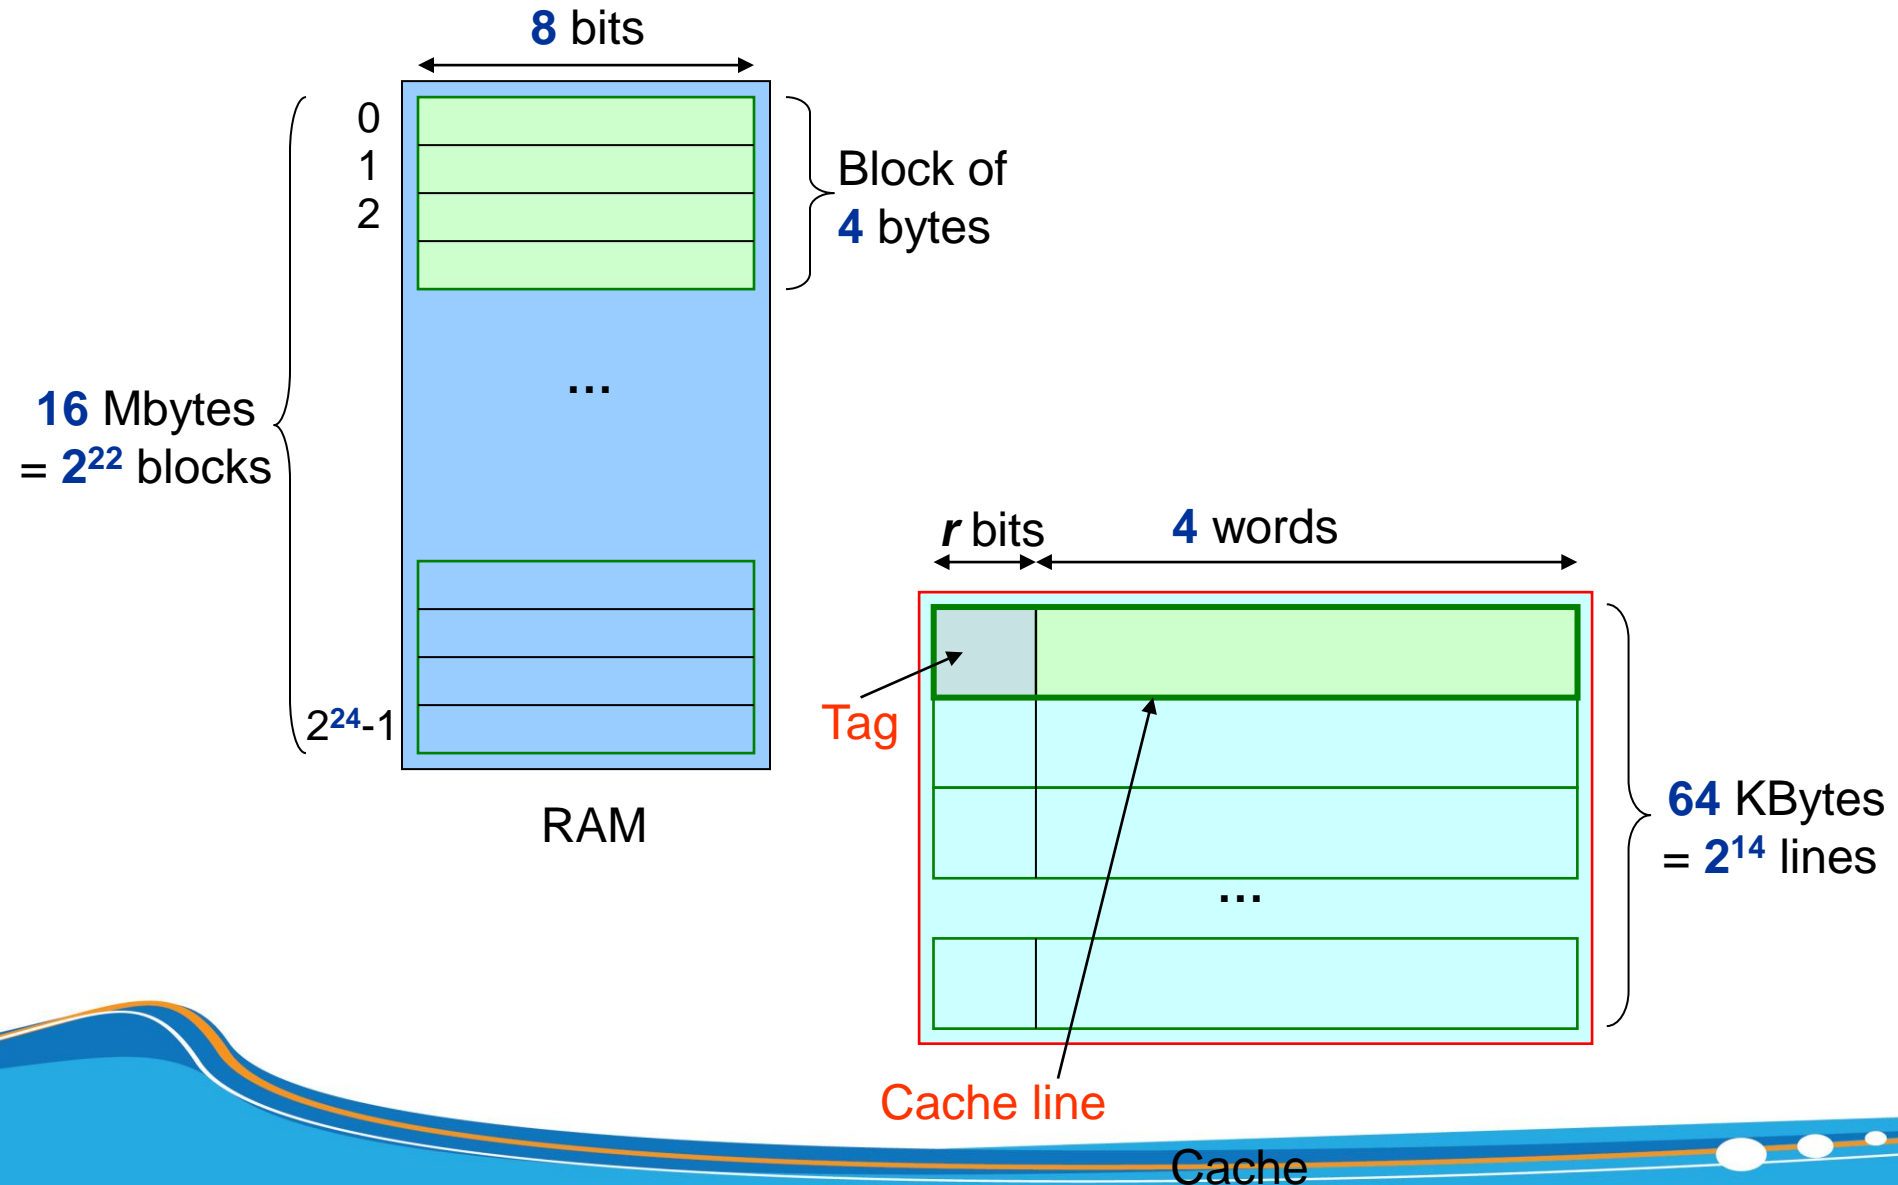 8 bits
0
1
2
Block of
4 bytes
...
16 Mbytes
= 2²² blocks
2²⁴-1
RAM
r bits
4 words
Tag
64 KBytes
= 2¹⁴ lines
...
Cache line
Cache